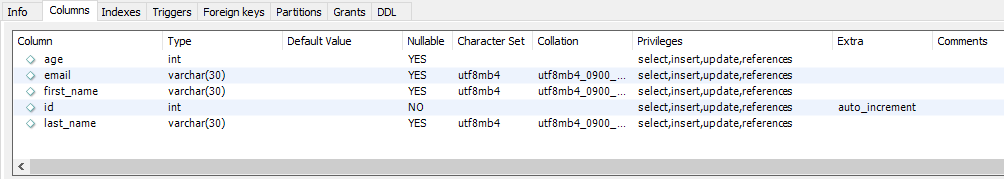 Info Columns Indexes Triggers Foreign keys Partitions Grants DDL
Column Type Default Value Nullable Character Set Collation Privileges Extra Comments
age int YES select,insert,update,references
email varchar(30) YES utf8mb4 utf8mb4_0900_... select,insert,update,references
first_name varchar(30) YES utf8mb4 utf8mb4_0900_... select,insert,update,references
id int NO select,insert,update,references auto_increment
last_name varchar(30) YES utf8mb4 utf8mb4_0900_... select,insert,update,references